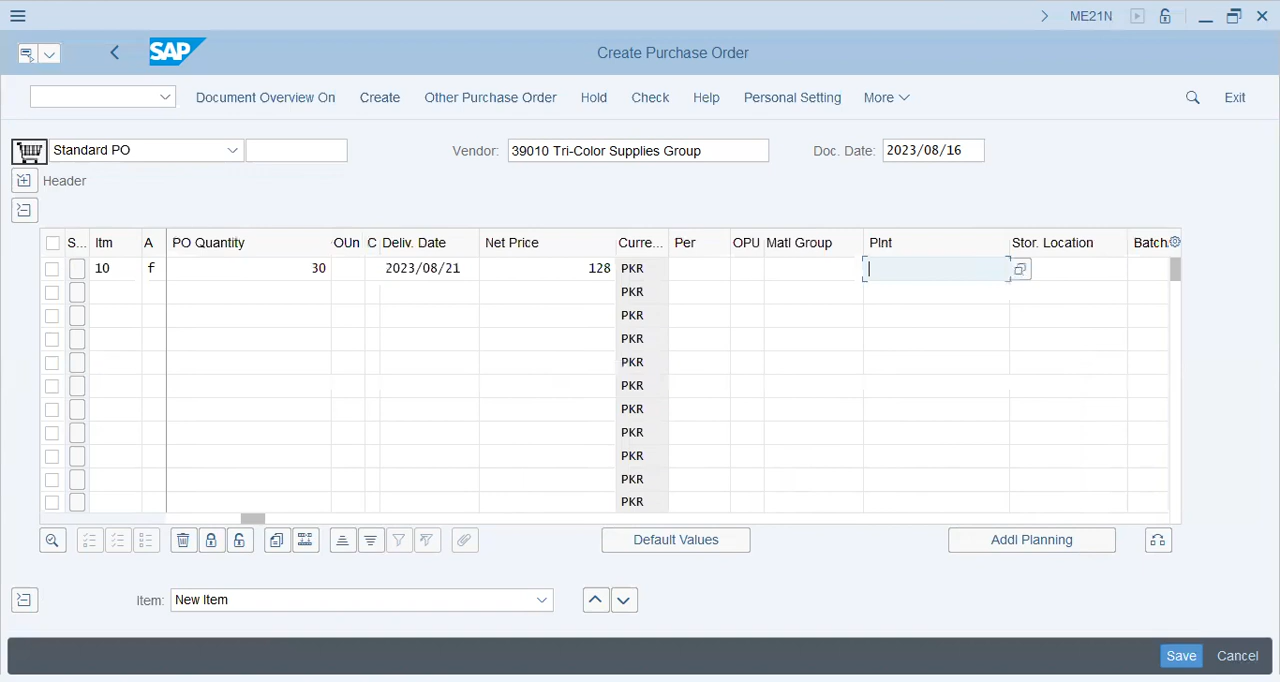 ME21N
SAP Create Purchase Order
Document Overview On Create Other Purchase Order Hold Check Help Personal Setting More Exit
Standard PO Vendor: 39010 Tri-Color Supplies Group Doc. Date: 2023/08/16
Header
S... Itm A PO Quantity OUn C Deliv. Date Net Price Curre... Per OPU Matl Group Plnt Stor. Location Batch
10 f 30 2023/08/21 128 PKR
PKR
PKR
PKR
PKR
PKR
PKR
PKR
PKR
PKR
PKR
Default Values Addl Planning
Item: New Item
Save Cancel